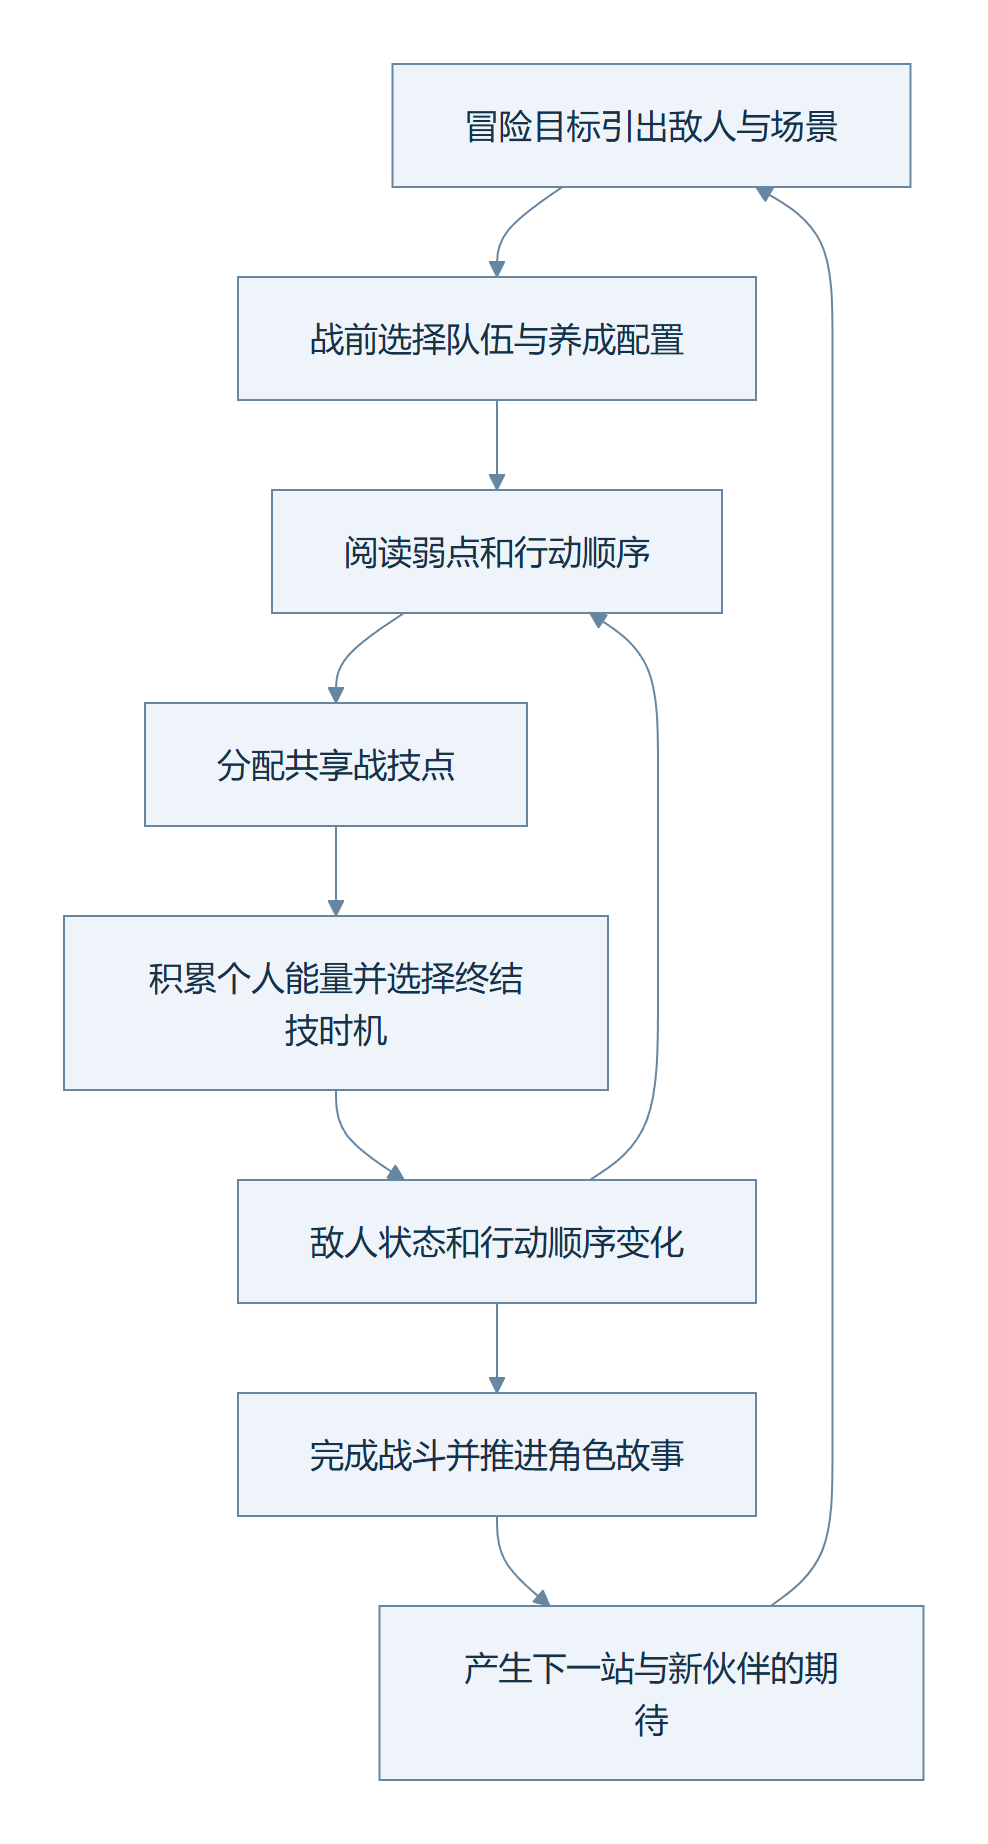 冒险目标引出敌人与场景
战前选择队伍与养成配置
阅读弱点和行动顺序
分配共享战技点
积累个人能量并选择终结
技时机
敌人状态和行动顺序变化
完成战斗并推进角色故事
产生下一站与新伙伴的期
待